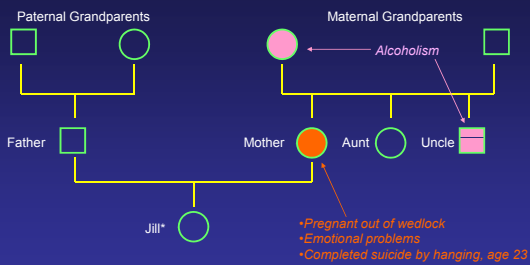 Paternal Grandparents
Maternal Grandparents
Alcoholism
Father
Mother
Aunt
Uncle
Jill*
•Pregnant out of wedlock
•Emotional problems
•Completed suicide by hanging, age 23